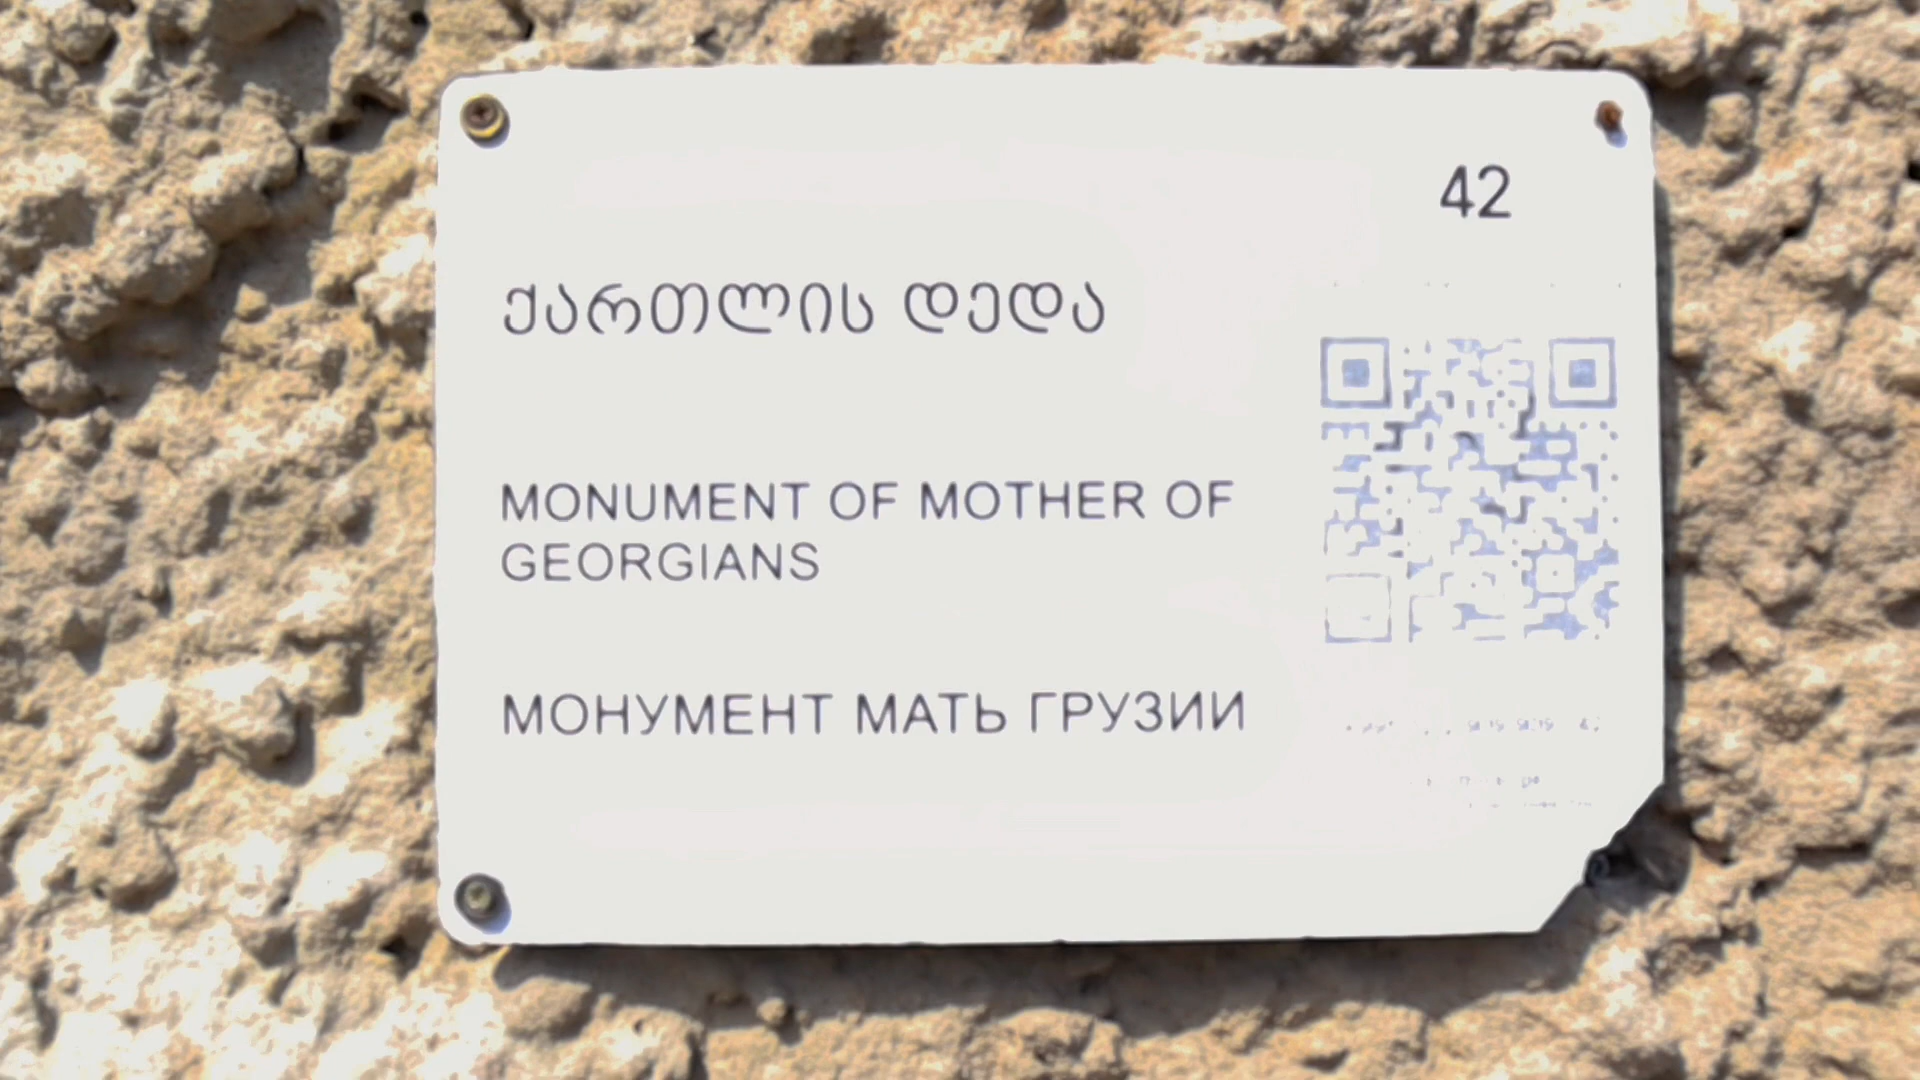 42
ქართლის დედა
MONUMENT OF MOTHER OF
GEORGIANS
МОНУМЕНТ МАТЬ ГРУЗИИ